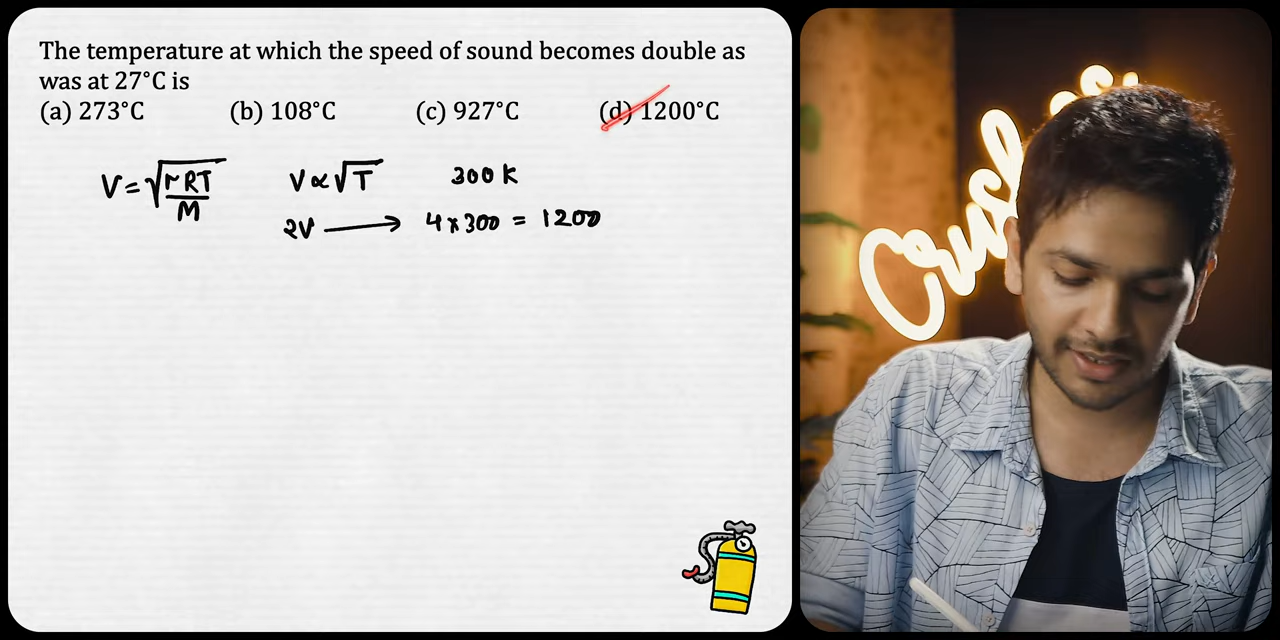 The temperature at which the speed of sound becomes double as
was at 27°C is
(a) 273°C (b) 108°C (c) 927°C (d) 1200°C
V = √(rRT/M) V ∝ √T 300 K
2V ⟶ 4 × 300 = 1200